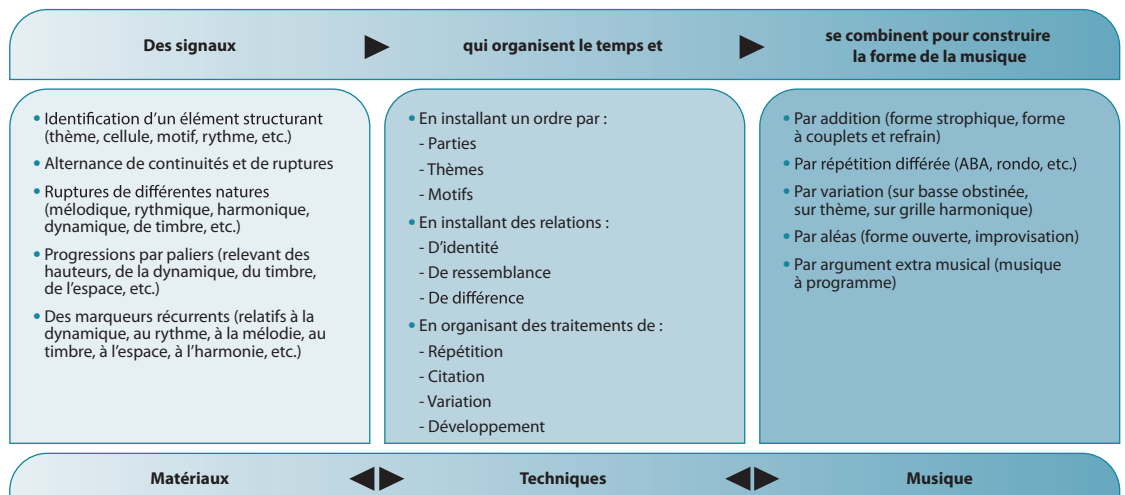 Des signaux
qui organisent le temps et
se combinent pour construire
la forme de la musique
• Identification d’un élément structurant
(thème, cellule, motif, rythme, etc.)
• Alternance de continuités et de ruptures
• Ruptures de différentes natures
(mélodique, rythmique, harmonique,
dynamique, de timbre, etc.)
• Progressions par paliers (relevant des
hauteurs, de la dynamique, du timbre,
de l’espace, etc.)
• Des marqueurs récurrents (relatifs à la
dynamique, au rythme, à la mélodie, au
timbre, à l’espace, à l’harmonie, etc.)
• En installant un ordre par :
- Parties
- Thèmes
- Motifs
• En installant des relations :
- D’identité
- De ressemblance
- De différence
• En organisant des traitements de :
- Répétition
- Citation
- Variation
- Développement
• Par addition (forme strophique, forme
à couplets et refrain)
• Par répétition différée (ABA, rondo, etc.)
• Par variation (sur basse obstinée,
sur thème, sur grille harmonique)
• Par aléas (forme ouverte, improvisation)
• Par argument extra musical (musique
à programme)
Matériaux
Techniques
Musique